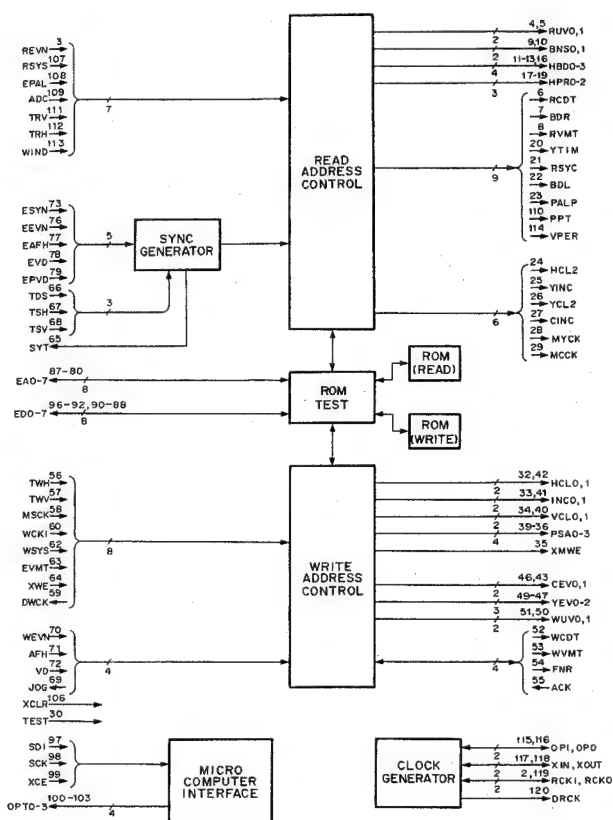 REVN 3
RSYS 107
EPAL 108
ADC 109
TRV 111
TRH 112
WIND 113
7
READ ADDRESS CONTROL
2 4,5 RUVO,1
2 9,10 BNSO,1
4 11-13,16 HBDO-3
3 17-19 HPRO-2
9
6 RCDT
7 BDR
8 RVMT
20 YTIM
21 RSYC
22 BDL
23 PALP
110 PPT
114 VPER
6
24 HCL2
25 YINC
26 YCL2
27 CINC
28 MYCK
29 MCCK
ESYN 73
EEVN 76
EAFH 77
EVD 78
EPVD 79
5
SYNC GENERATOR
TDS 66
TSH 67
TSV 68
3
SYT 65
EAO-7 87-80 8
EDO-7 96-92,90-88 8
ROM TEST
ROM (READ)
ROM (WRITE)
TWH 56
TWV 57
MSCK 58
WCKI 60
WSYS 62
EVMT 63
XWE 64
DWCK 59
8
WRITE ADDRESS CONTROL
2 32,42 HCLO,1
2 33,41 INCO,1
2 34,40 VCLO,1
4 39-36 PSAO-3
35 XMWE
2 46,43 CEVO,1
3 49-47 YEVO-2
2 51,50 WUVO,1
4
52 WCDT
53 WVMT
54 FNR
55 ACK
WEVN 70
AFH 71
VD 72
JOG 69
4
XCLR 106
TEST 30
SDI 97
SCK 98
XCE 99
OPTO-3 100-103 4
MICRO COMPUTER INTERFACE
CLOCK GENERATOR
2 115,116 OPI, OPO
2 117,118 XIN, XOUT
2 2,119 RCKI, RCKO
120 DRCK